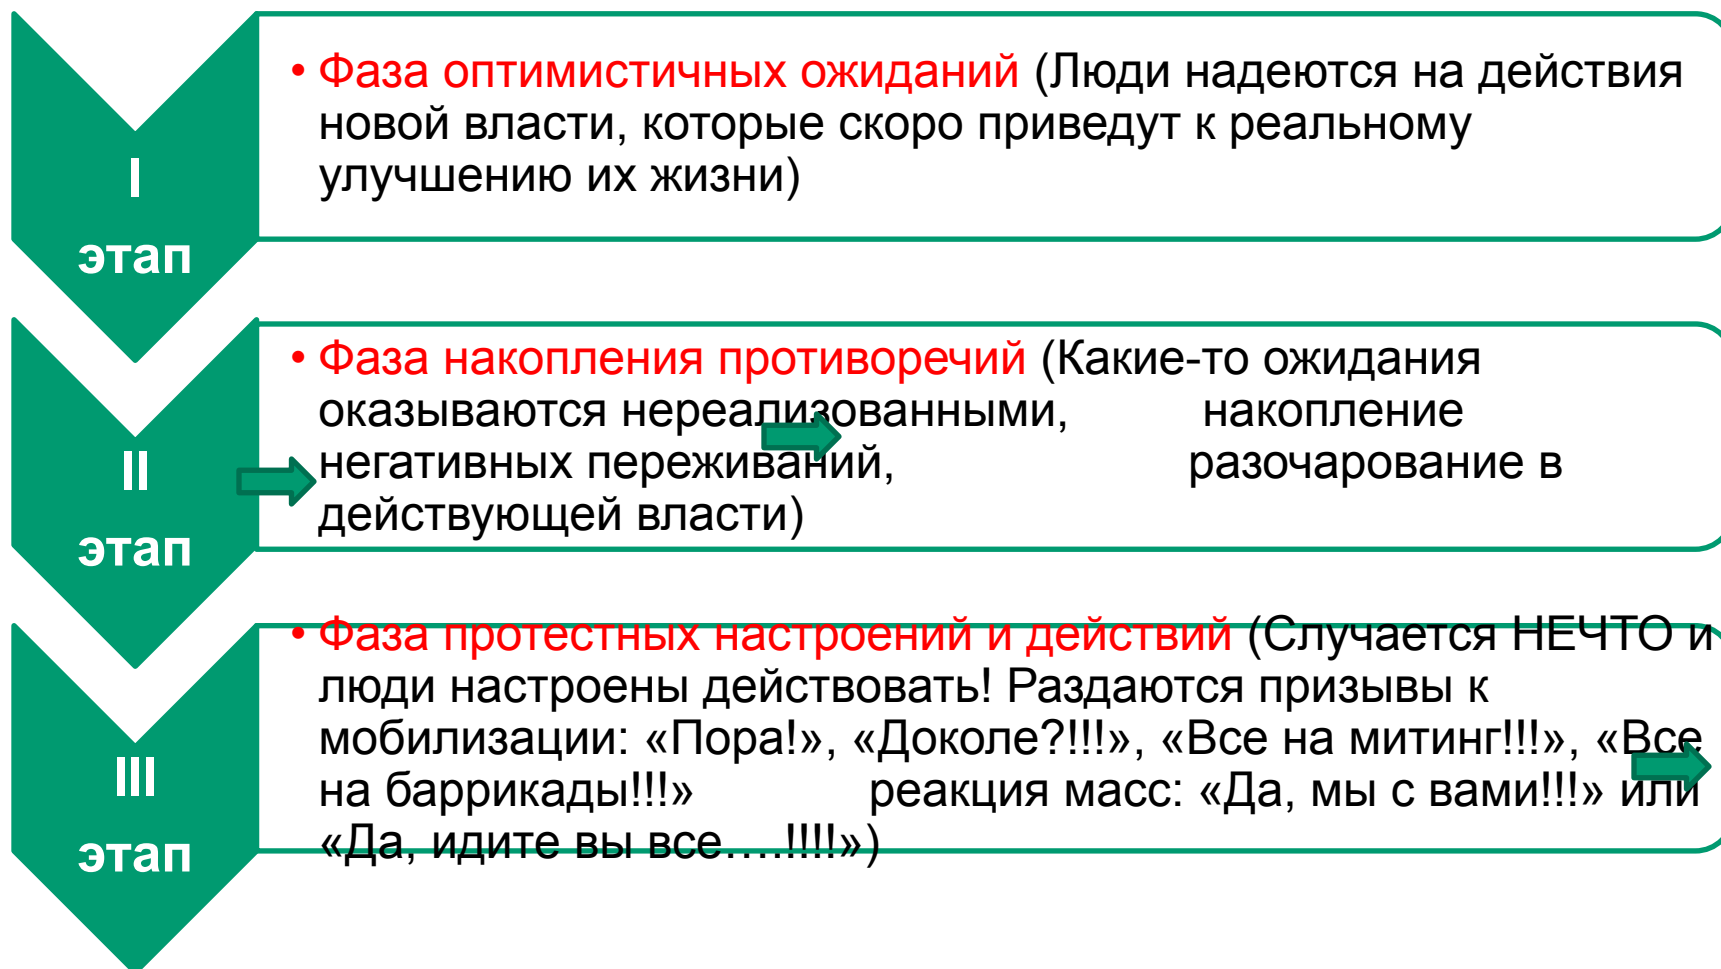 I
этап
• Фаза оптимистичных ожиданий (Люди надеются на действия
новой власти, которые скоро приведут к реальному
улучшению их жизни)
II
этап
• Фаза накопления противоречий (Какие-то ожидания
оказываются нереализованными, накопление
негативных переживаний, разочарование в
действующей власти)
III
этап
• Фаза протестных настроений и действий (Случается НЕЧТО и
люди настроены действовать! Раздаются призывы к
мобилизации: «Пора!», «Доколе?!!!», «Все на митинг!!!», «Все
на баррикады!!!» реакция масс: «Да, мы с вами!!!» или
«Да, идите вы все….!!!!»)